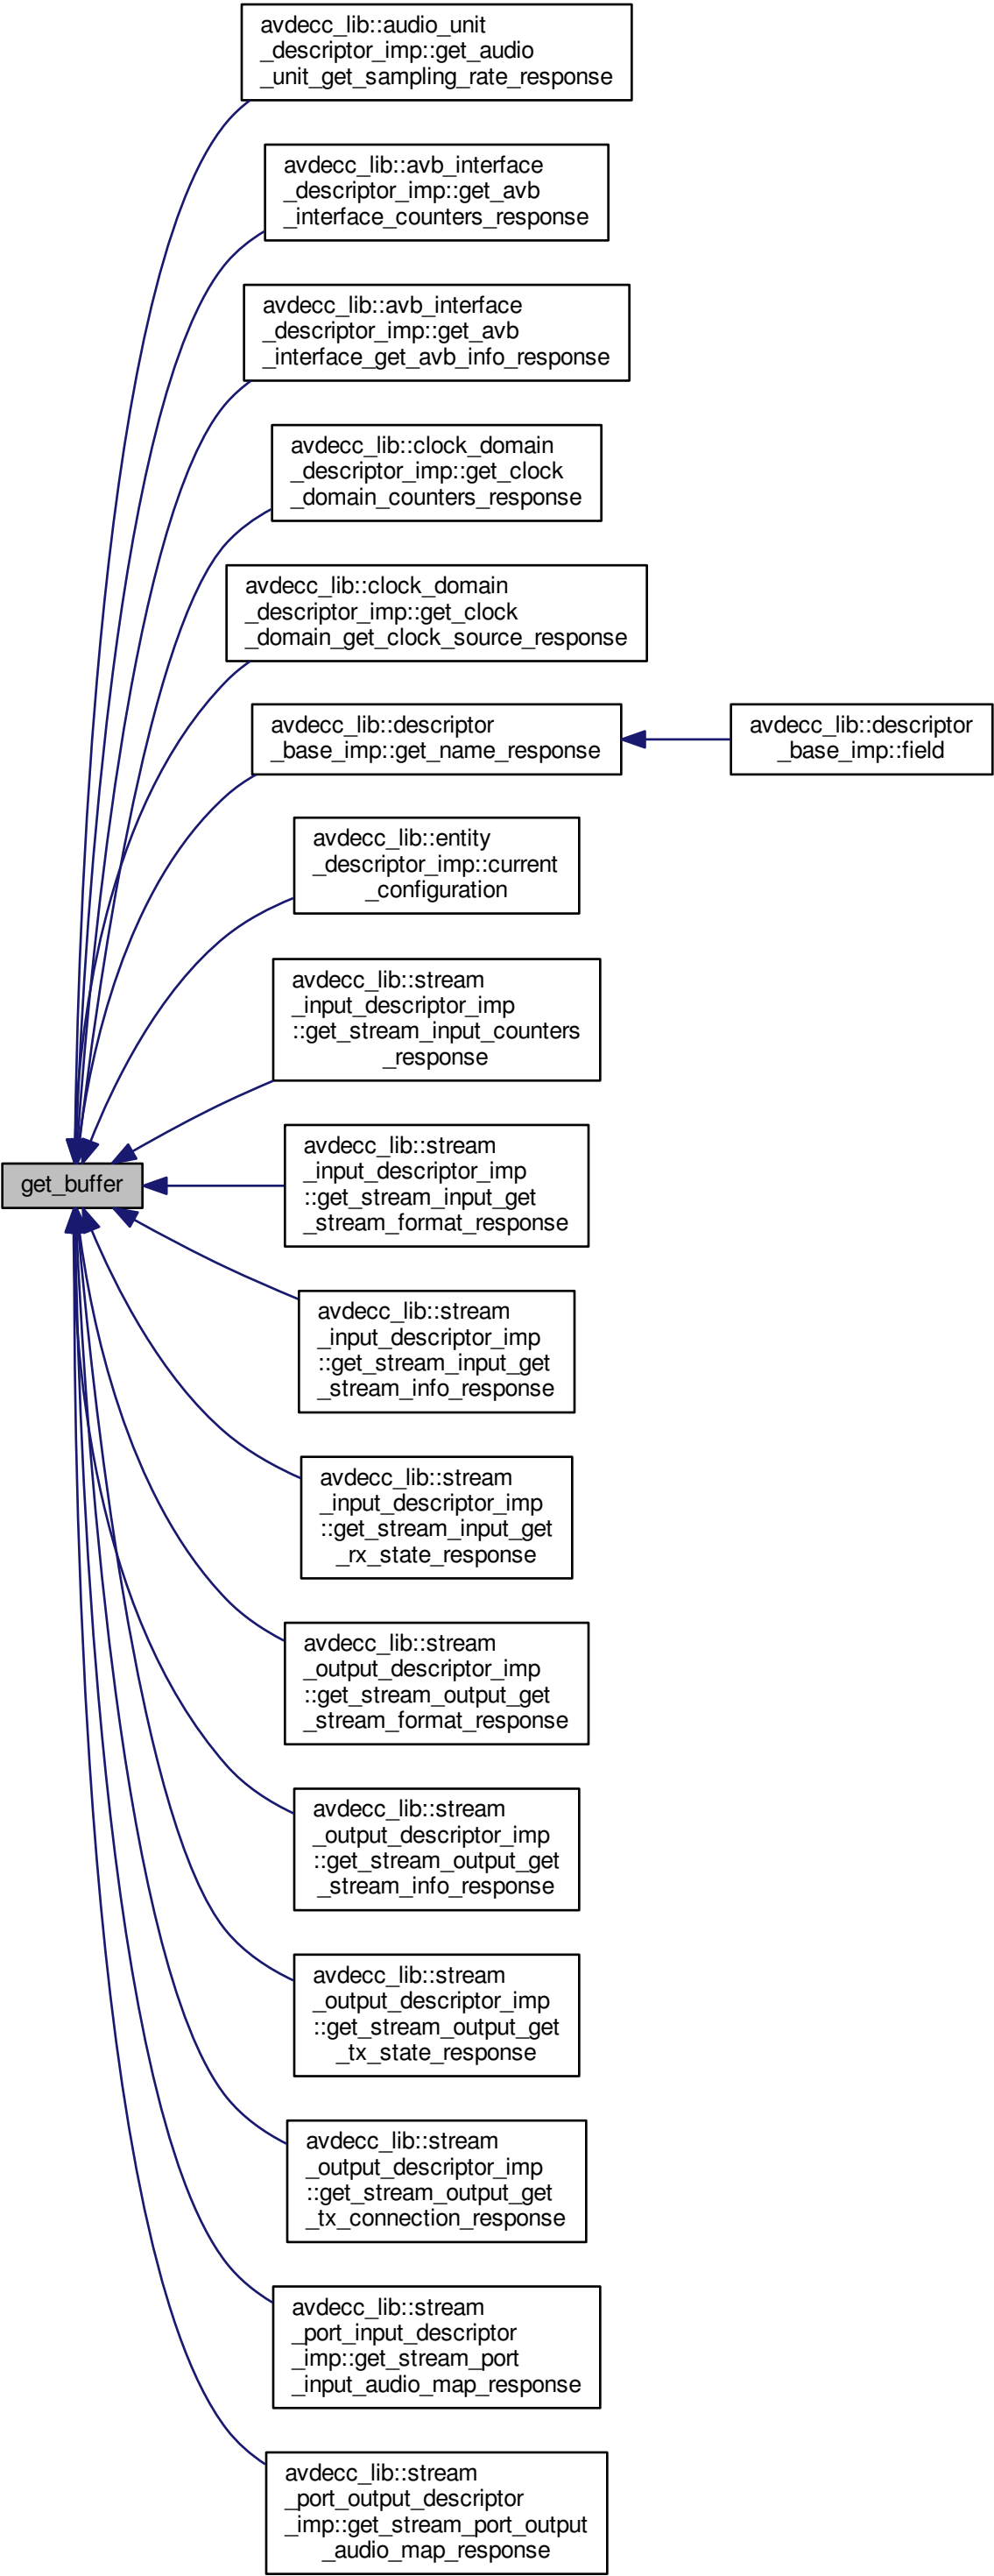 avdecc_lib::audio_unit
_descriptor_imp::get_audio
_unit_get_sampling_rate_response
avdecc_lib::avb_interface
_descriptor_imp::get_avb
_interface_counters_response
avdecc_lib::avb_interface
_descriptor_imp::get_avb
_interface_get_avb_info_response
avdecc_lib::clock_domain
_descriptor_imp::get_clock
_domain_counters_response
avdecc_lib::clock_domain
_descriptor_imp::get_clock
_domain_get_clock_source_response
avdecc_lib::descriptor
_base_imp::get_name_response
avdecc_lib::descriptor
_base_imp::field
avdecc_lib::entity
_descriptor_imp::current
_configuration
avdecc_lib::stream
_input_descriptor_imp
::get_stream_input_counters
_response
get_buffer
avdecc_lib::stream
_input_descriptor_imp
::get_stream_input_get
_stream_format_response
avdecc_lib::stream
_input_descriptor_imp
::get_stream_input_get
_stream_info_response
avdecc_lib::stream
_input_descriptor_imp
::get_stream_input_get
_rx_state_response
avdecc_lib::stream
_output_descriptor_imp
::get_stream_output_get
_stream_format_response
avdecc_lib::stream
_output_descriptor_imp
::get_stream_output_get
_stream_info_response
avdecc_lib::stream
_output_descriptor_imp
::get_stream_output_get
_tx_state_response
avdecc_lib::stream
_output_descriptor_imp
::get_stream_output_get
_tx_connection_response
avdecc_lib::stream
_port_input_descriptor
_imp::get_stream_port
_input_audio_map_response
avdecc_lib::stream
_port_output_descriptor
_imp::get_stream_port_output
_audio_map_response